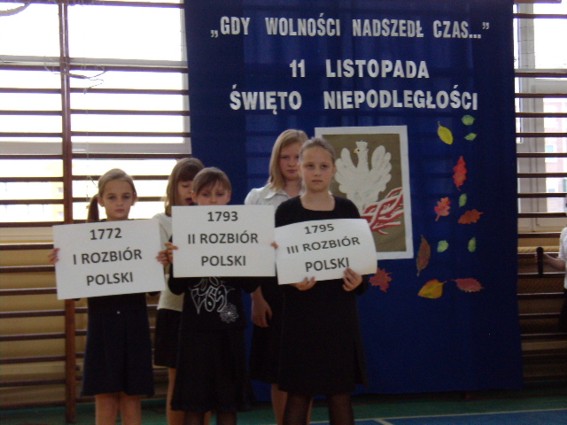 „GDY WOLNOŚCI NADSZEDŁ CZAS..."
11 LISTOPADA
ŚWIĘTO NIEPODLEGŁOŚCI
1772
I ROZBIÓR
POLSKI
1793
II ROZBIÓR
POLSKI
1795
III ROZBIÓR
POLSKI